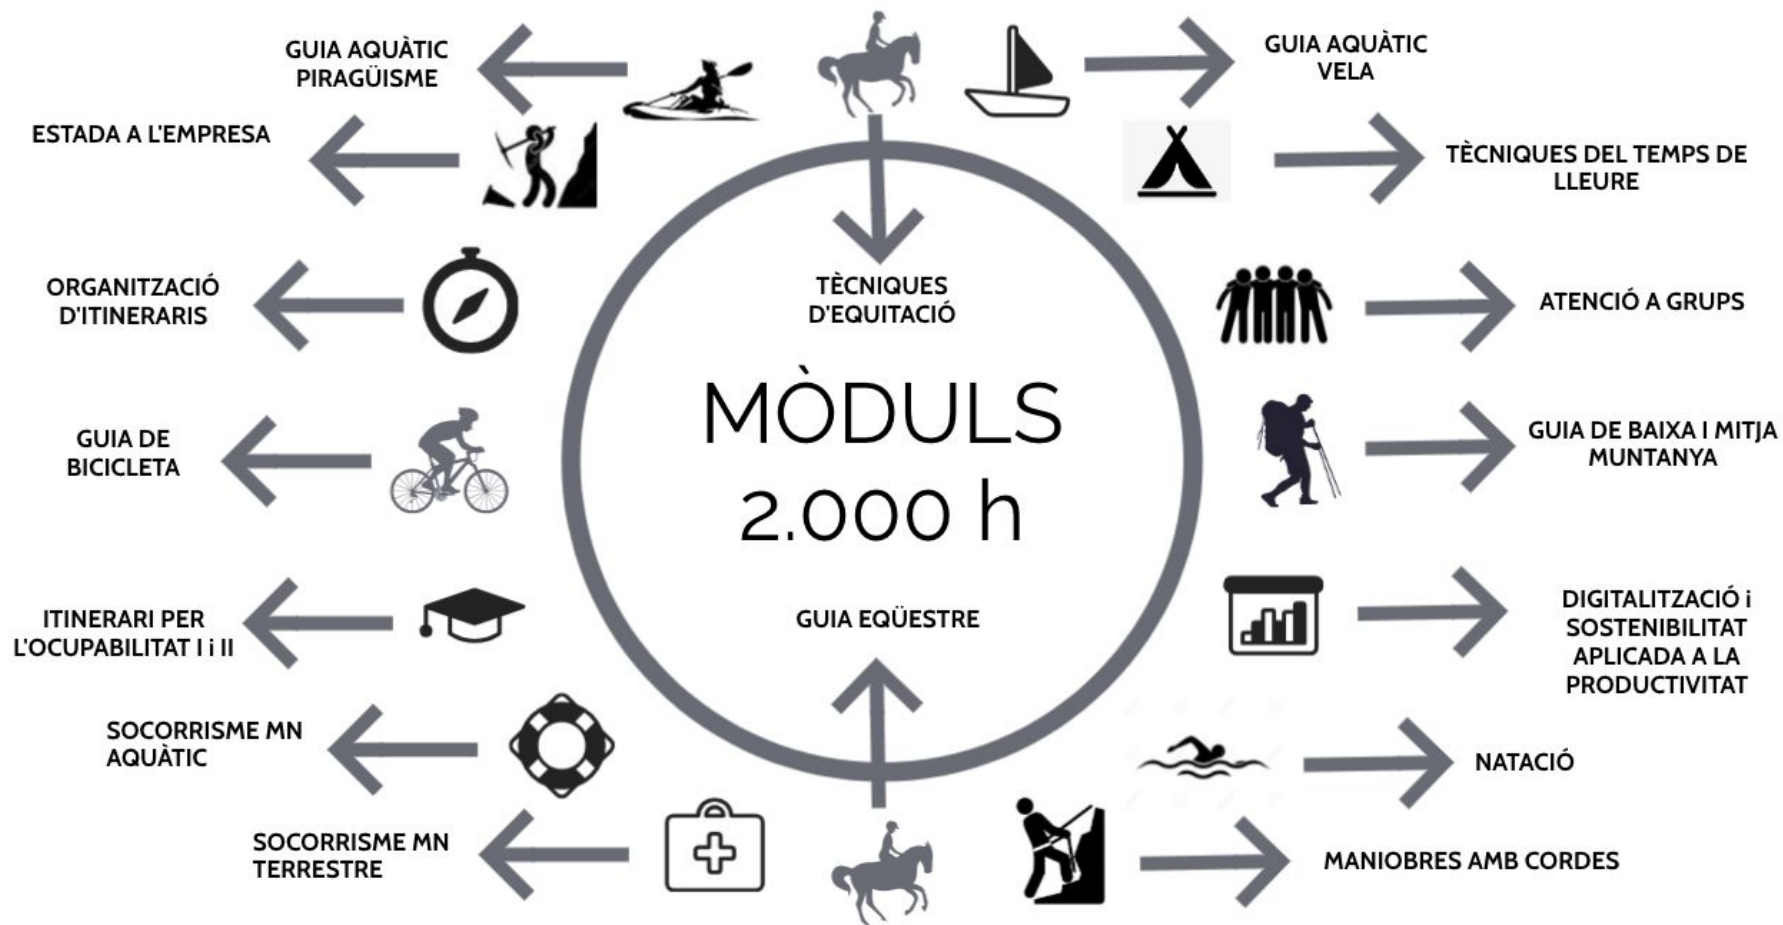 GUIA AQUÀTIC
PIRAGÜISME
GUIA AQUÀTIC
VELA
ESTADA A L'EMPRESA
TÈCNIQUES DEL TEMPS DE
LLEURE
ORGANITZACIÓ
D'ITINERARIS
TÈCNIQUES
D'EQUITACIÓ
ATENCIÓ A GRUPS
GUIA DE
BICICLETA
MÒDULS
2.000 h
GUIA DE BAIXA I MITJA
MUNTANYA
ITINERARI PER
L'OCUPABILITAT I i II
GUIA EQÜESTRE
DIGITALITZACIÓ i
SOSTENIBILITAT
APLICADA A LA
PRODUCTIVITAT
SOCORRISME MN
AQUÀTIC
NATACIÓ
SOCORRISME MN
TERRESTRE
MANIOBRES AMB CORDES